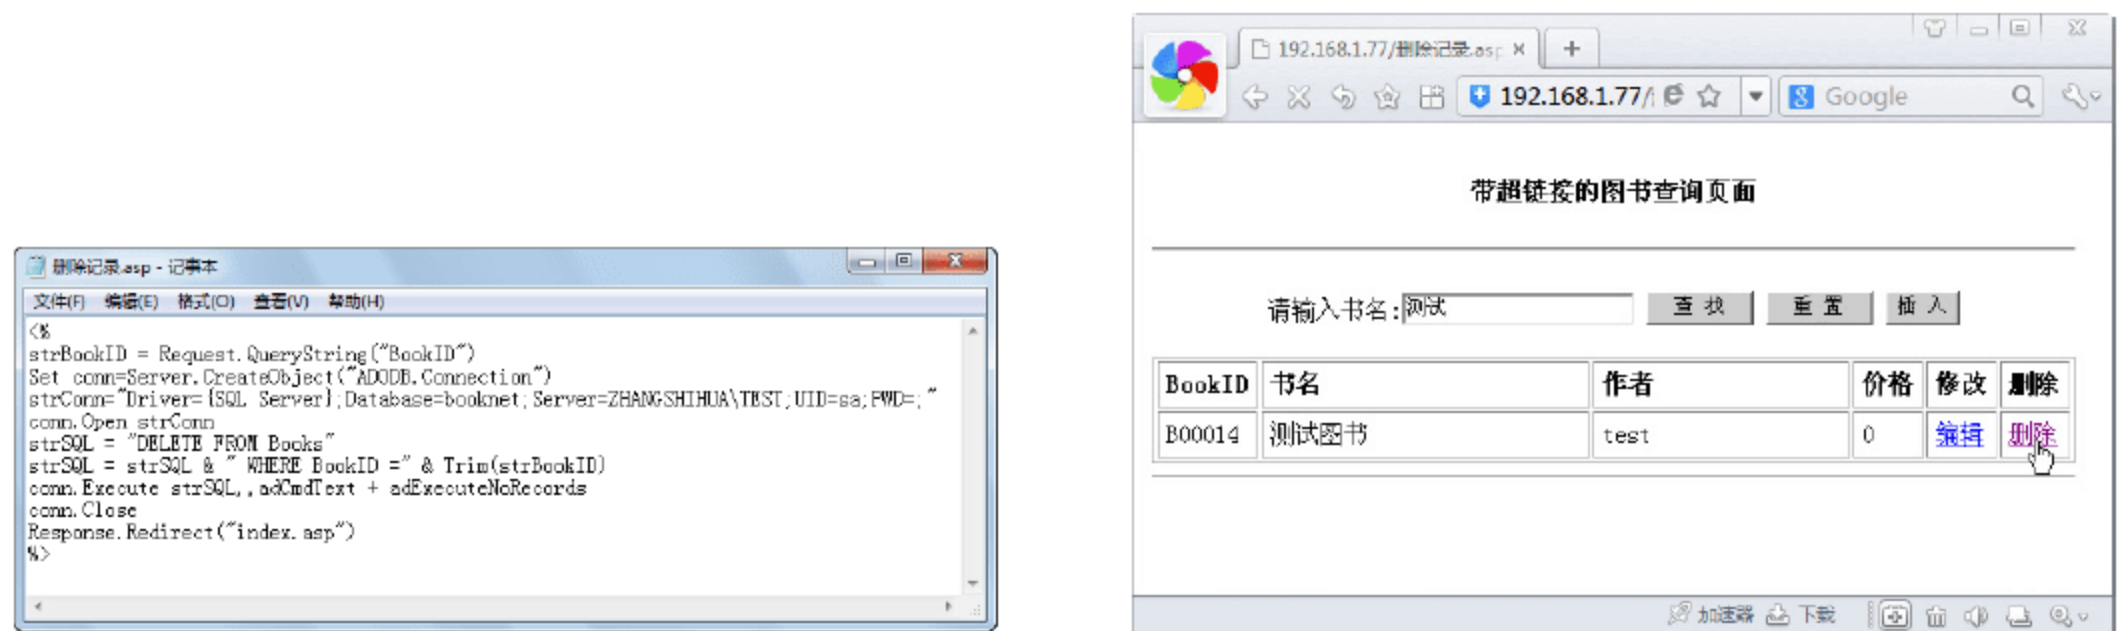 删除记录.asp - 记事本
文件(F) 编辑(E) 格式(O) 查看(V) 帮助(H)
<%
strBookID = Request.QueryString("BookID")
Set conn=Server.CreateObject("ADODB.Connection")
strConn="Driver={SQL Server};Database=booknet;Server=ZHANGSHIHUA\TEST;UID=sa;PWD=;"
conn.Open strConn
strSQL = "DELETE FROM Books"
strSQL = strSQL & " WHERE BookID =" & Trim(strBookID)
conn.Execute strSQL,,adCmdText + adExecuteNoRecords
conn.Close
Response.Redirect("index.asp")
%>
192.168.1.77/删除记录.asp
192.168.1.77/ Google
带超链接的图书查询页面
请输入书名:测试 查 找 重 置 插 入
BookID 书名 作者 价格 修改 删除
B00014 测试图书 test 0 编辑 删除
加速器 下载